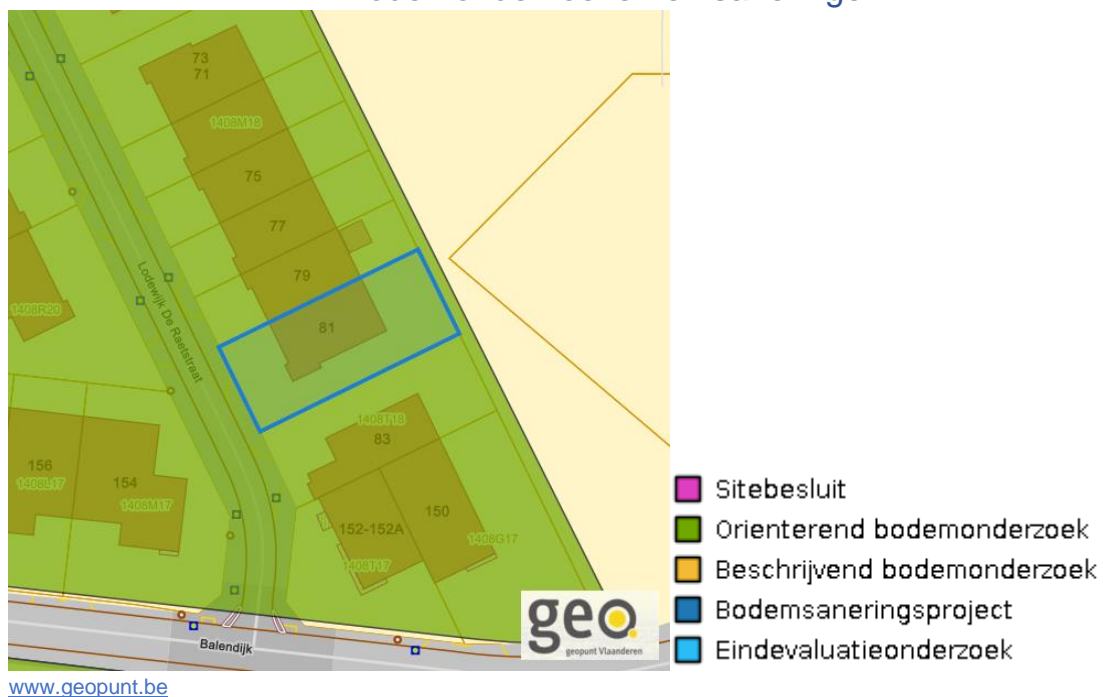 73
71
1408M18
75
77
79
81
Lodewijk De Raetstraat
1408R20
1408T18
83
156
1408L17
154
1408M17
150
152-152A
1408G17
1408T17
Balendijk
geo
geopunt Vlaanderen
Sitebesluit
Orienterend bodemonderzoek
Beschrijvend bodemonderzoek
Bodemsaneringsproject
Eindevaluatieonderzoek
www.geopunt.be